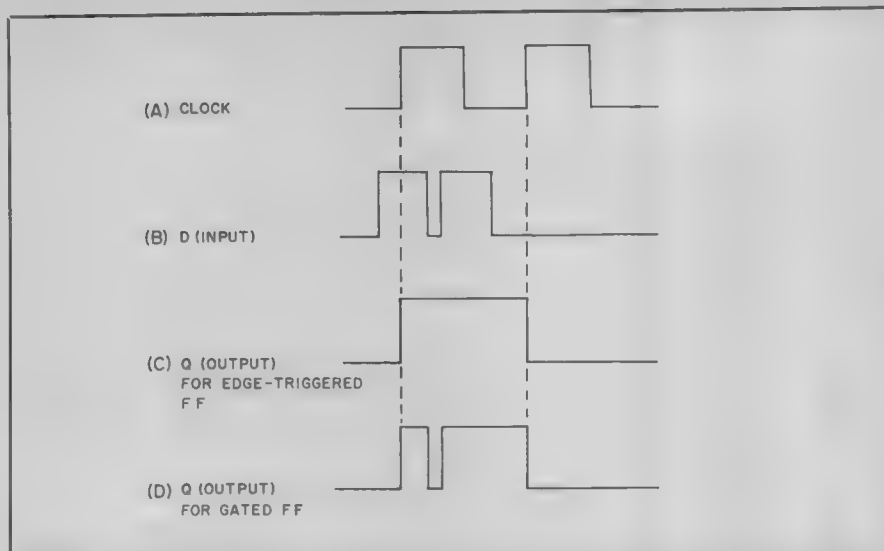 (A) CLOCK
(B) D (INPUT)
(C) Q (OUTPUT)
FOR EDGE-TRIGGERED
F F
(D) Q (OUTPUT)
FOR GATED FF